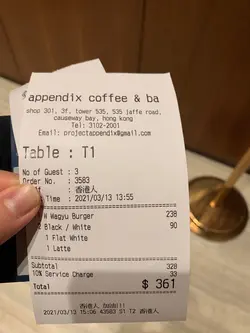 appendix coffee & ba
shop 301, 3f, tower 535, 535 jaffe road,
causeway bay, hong kong
Tel: 3102-2001
Email: projectappendix@gmail.com
Table : T1
No of Guest : 3
Order No. : 3583
: 香港人
Time : 2021/03/13 13:55
W Wagyu Burger 238
W Black / White 90
1 Flat White
1 Latte
Subtotal 328
10% Service Charge 33
Total $ 361
香港人 加油!!
2021/03/13 15:06 43983 S1 T2 香港人